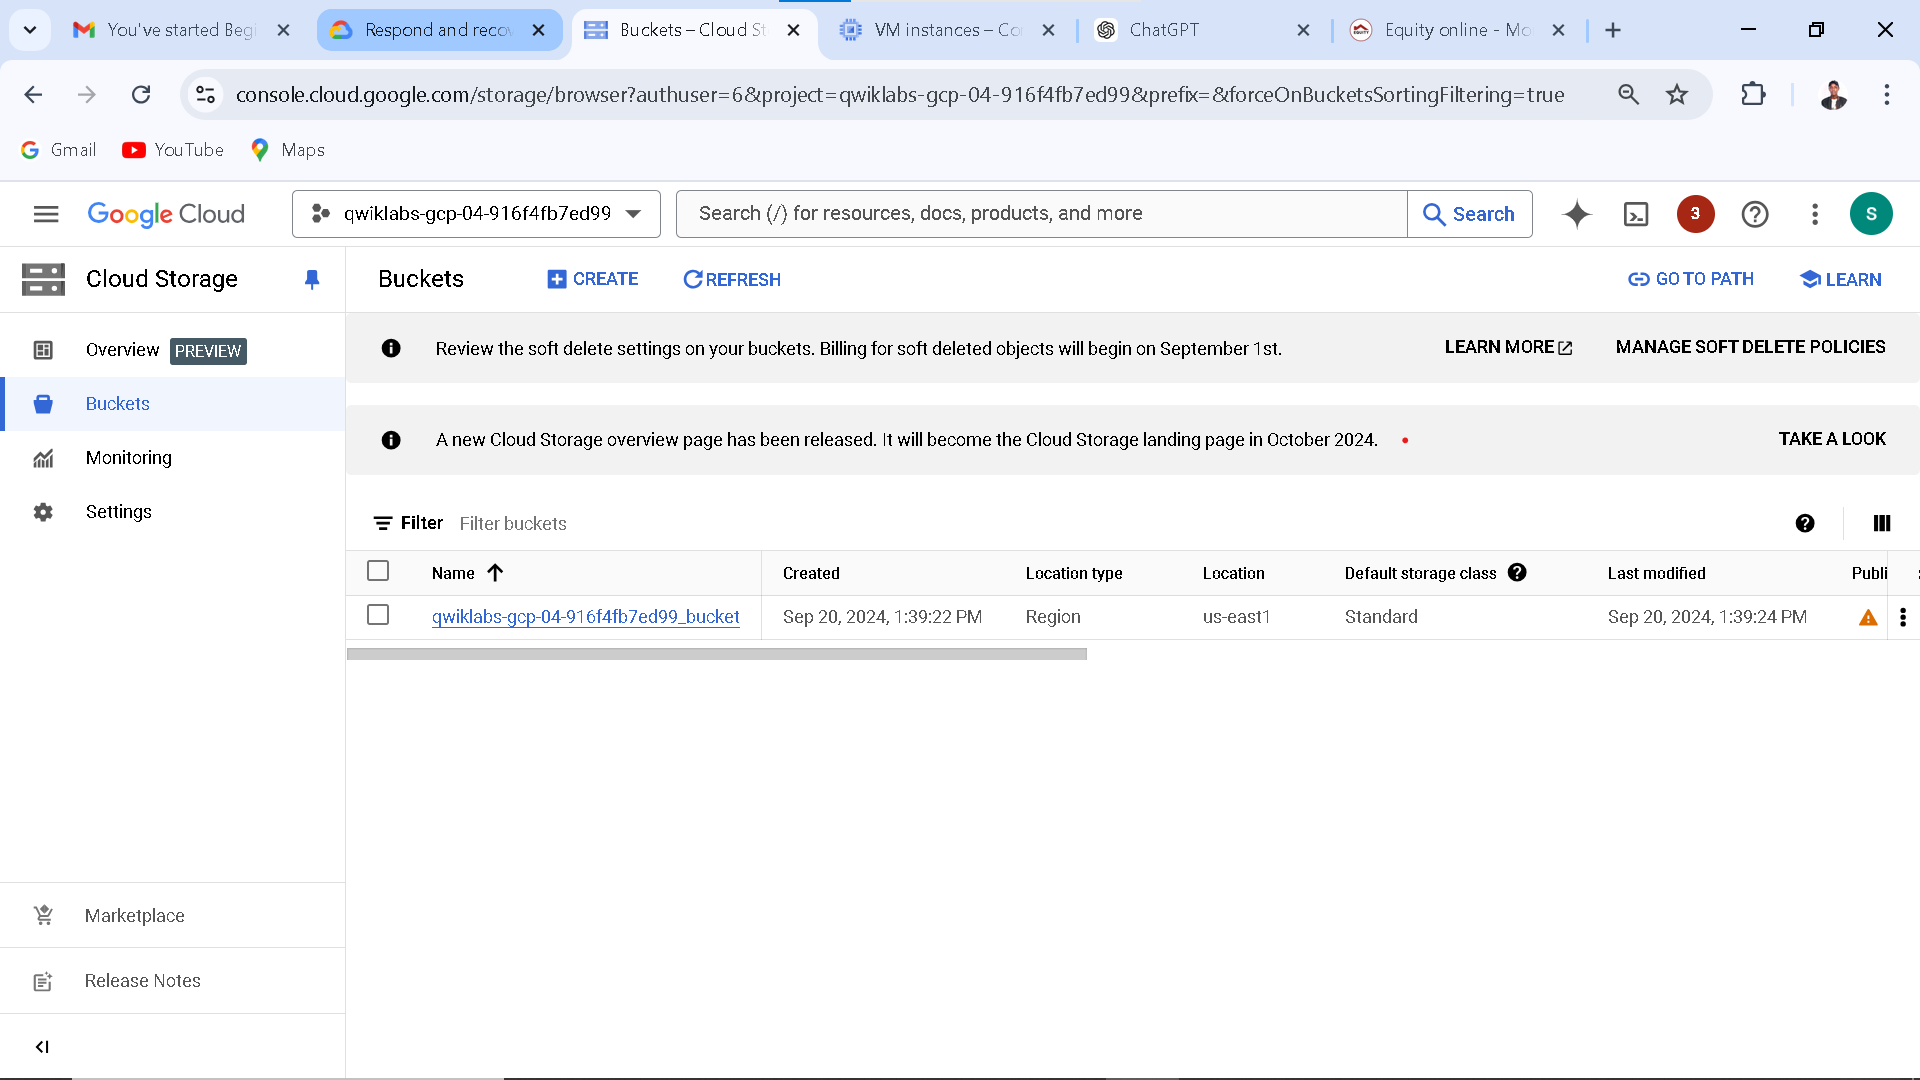 You've started Begi
Respond and reco
Buckets – Cloud St
VM instances – Co
ChatGPT
Equity online - Mo
console.cloud.google.com/storage/browser?authuser=6&project=qwiklabs-gcp-04-916f4fb7ed99&prefix=&forceOnBucketsSortingFiltering=true
Gmail
YouTube
Maps
Google Cloud
qwiklabs-gcp-04-916f4fb7ed99
Search (/) for resources, docs, products, and more
Search
3
S
Cloud Storage
Buckets
CREATE
REFRESH
GO TO PATH
LEARN
Overview
PREVIEW
Buckets
Monitoring
Settings
Review the soft delete settings on your buckets. Billing for soft deleted objects will begin on September 1st.
LEARN MORE
MANAGE SOFT DELETE POLICIES
A new Cloud Storage overview page has been released. It will become the Cloud Storage landing page in October 2024.
TAKE A LOOK
Filter
Filter buckets
Name
Created
Location type
Location
Default storage class
Last modified
Publi
qwiklabs-gcp-04-916f4fb7ed99_bucket
Sep 20, 2024, 1:39:22 PM
Region
us-east1
Standard
Sep 20, 2024, 1:39:24 PM
Marketplace
Release Notes